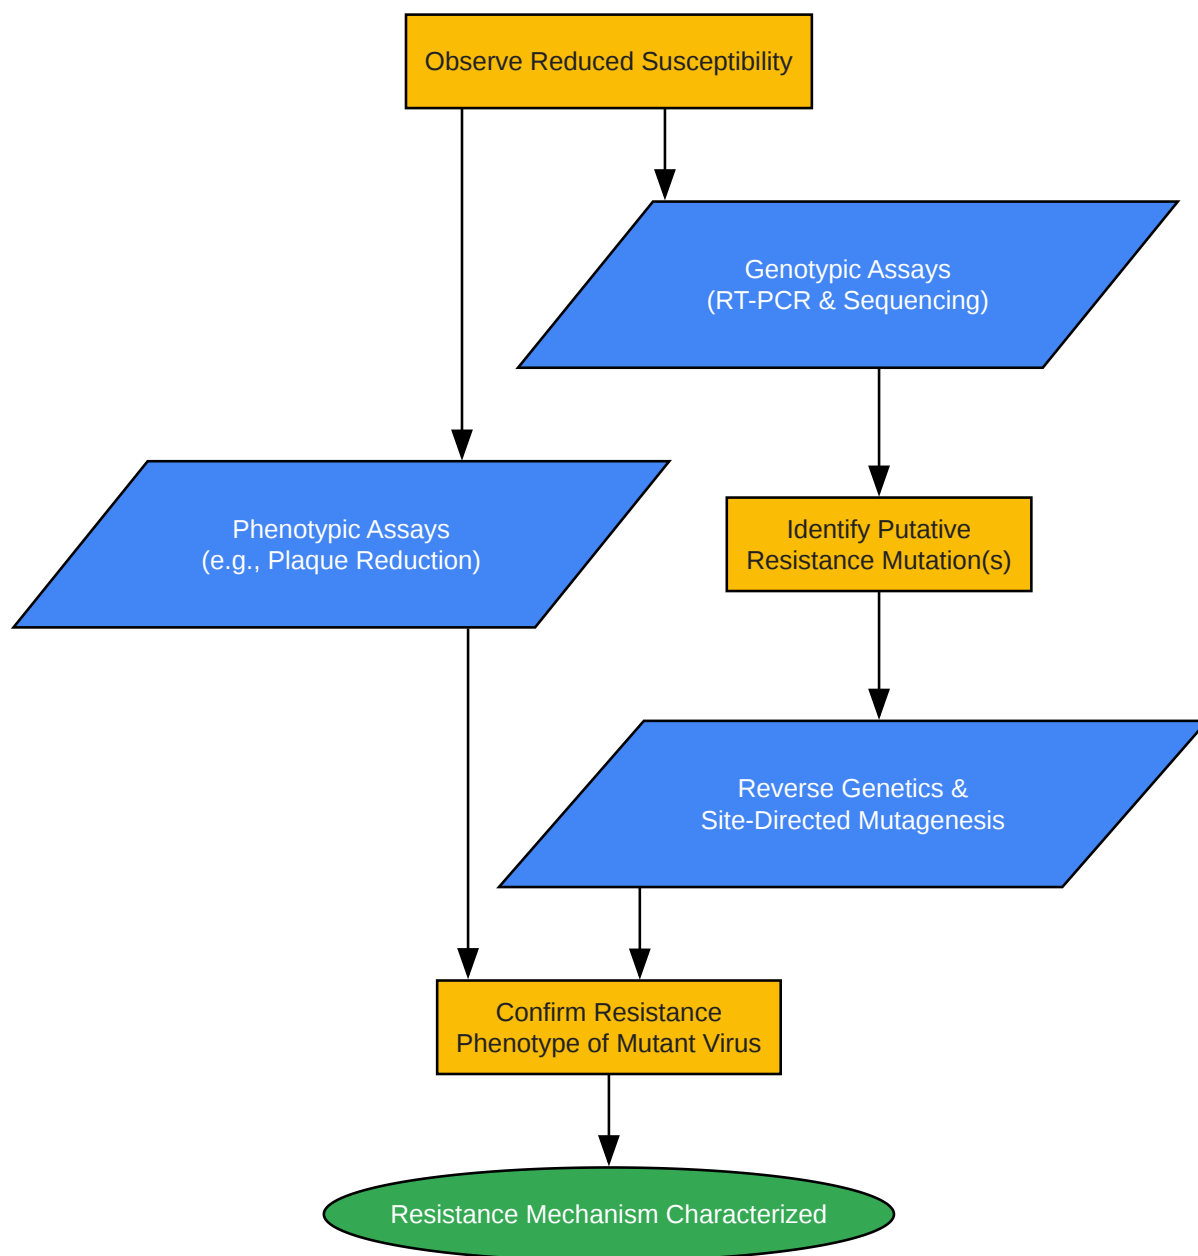 Observe Reduced Susceptibility
Genotypic Assays
(RT-PCR & Sequencing)
Phenotypic Assays
(e.g., Plaque Reduction)
Identify Putative
Resistance Mutation(s)
Reverse Genetics &
Site-Directed Mutagenesis
Confirm Resistance
Phenotype of Mutant Virus
Resistance Mechanism Characterized